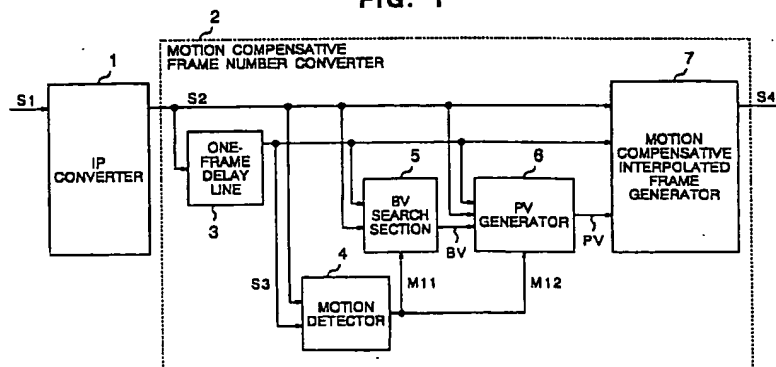 FIG. 1
2
MOTION COMPENSATIVE
FRAME NUMBER CONVERTER
1
7
S1
S2
S4
IP
CONVERTER
ONE-
FRAME
DELAY
LINE
3
5
BV
SEARCH
SECTION
BV
6
PV
GENERATOR
PV
MOTION
COMPENSATIVE
INTERPOLATED
FRAME
GENERATOR
S3
4
MOTION
DETECTOR
M11
M12